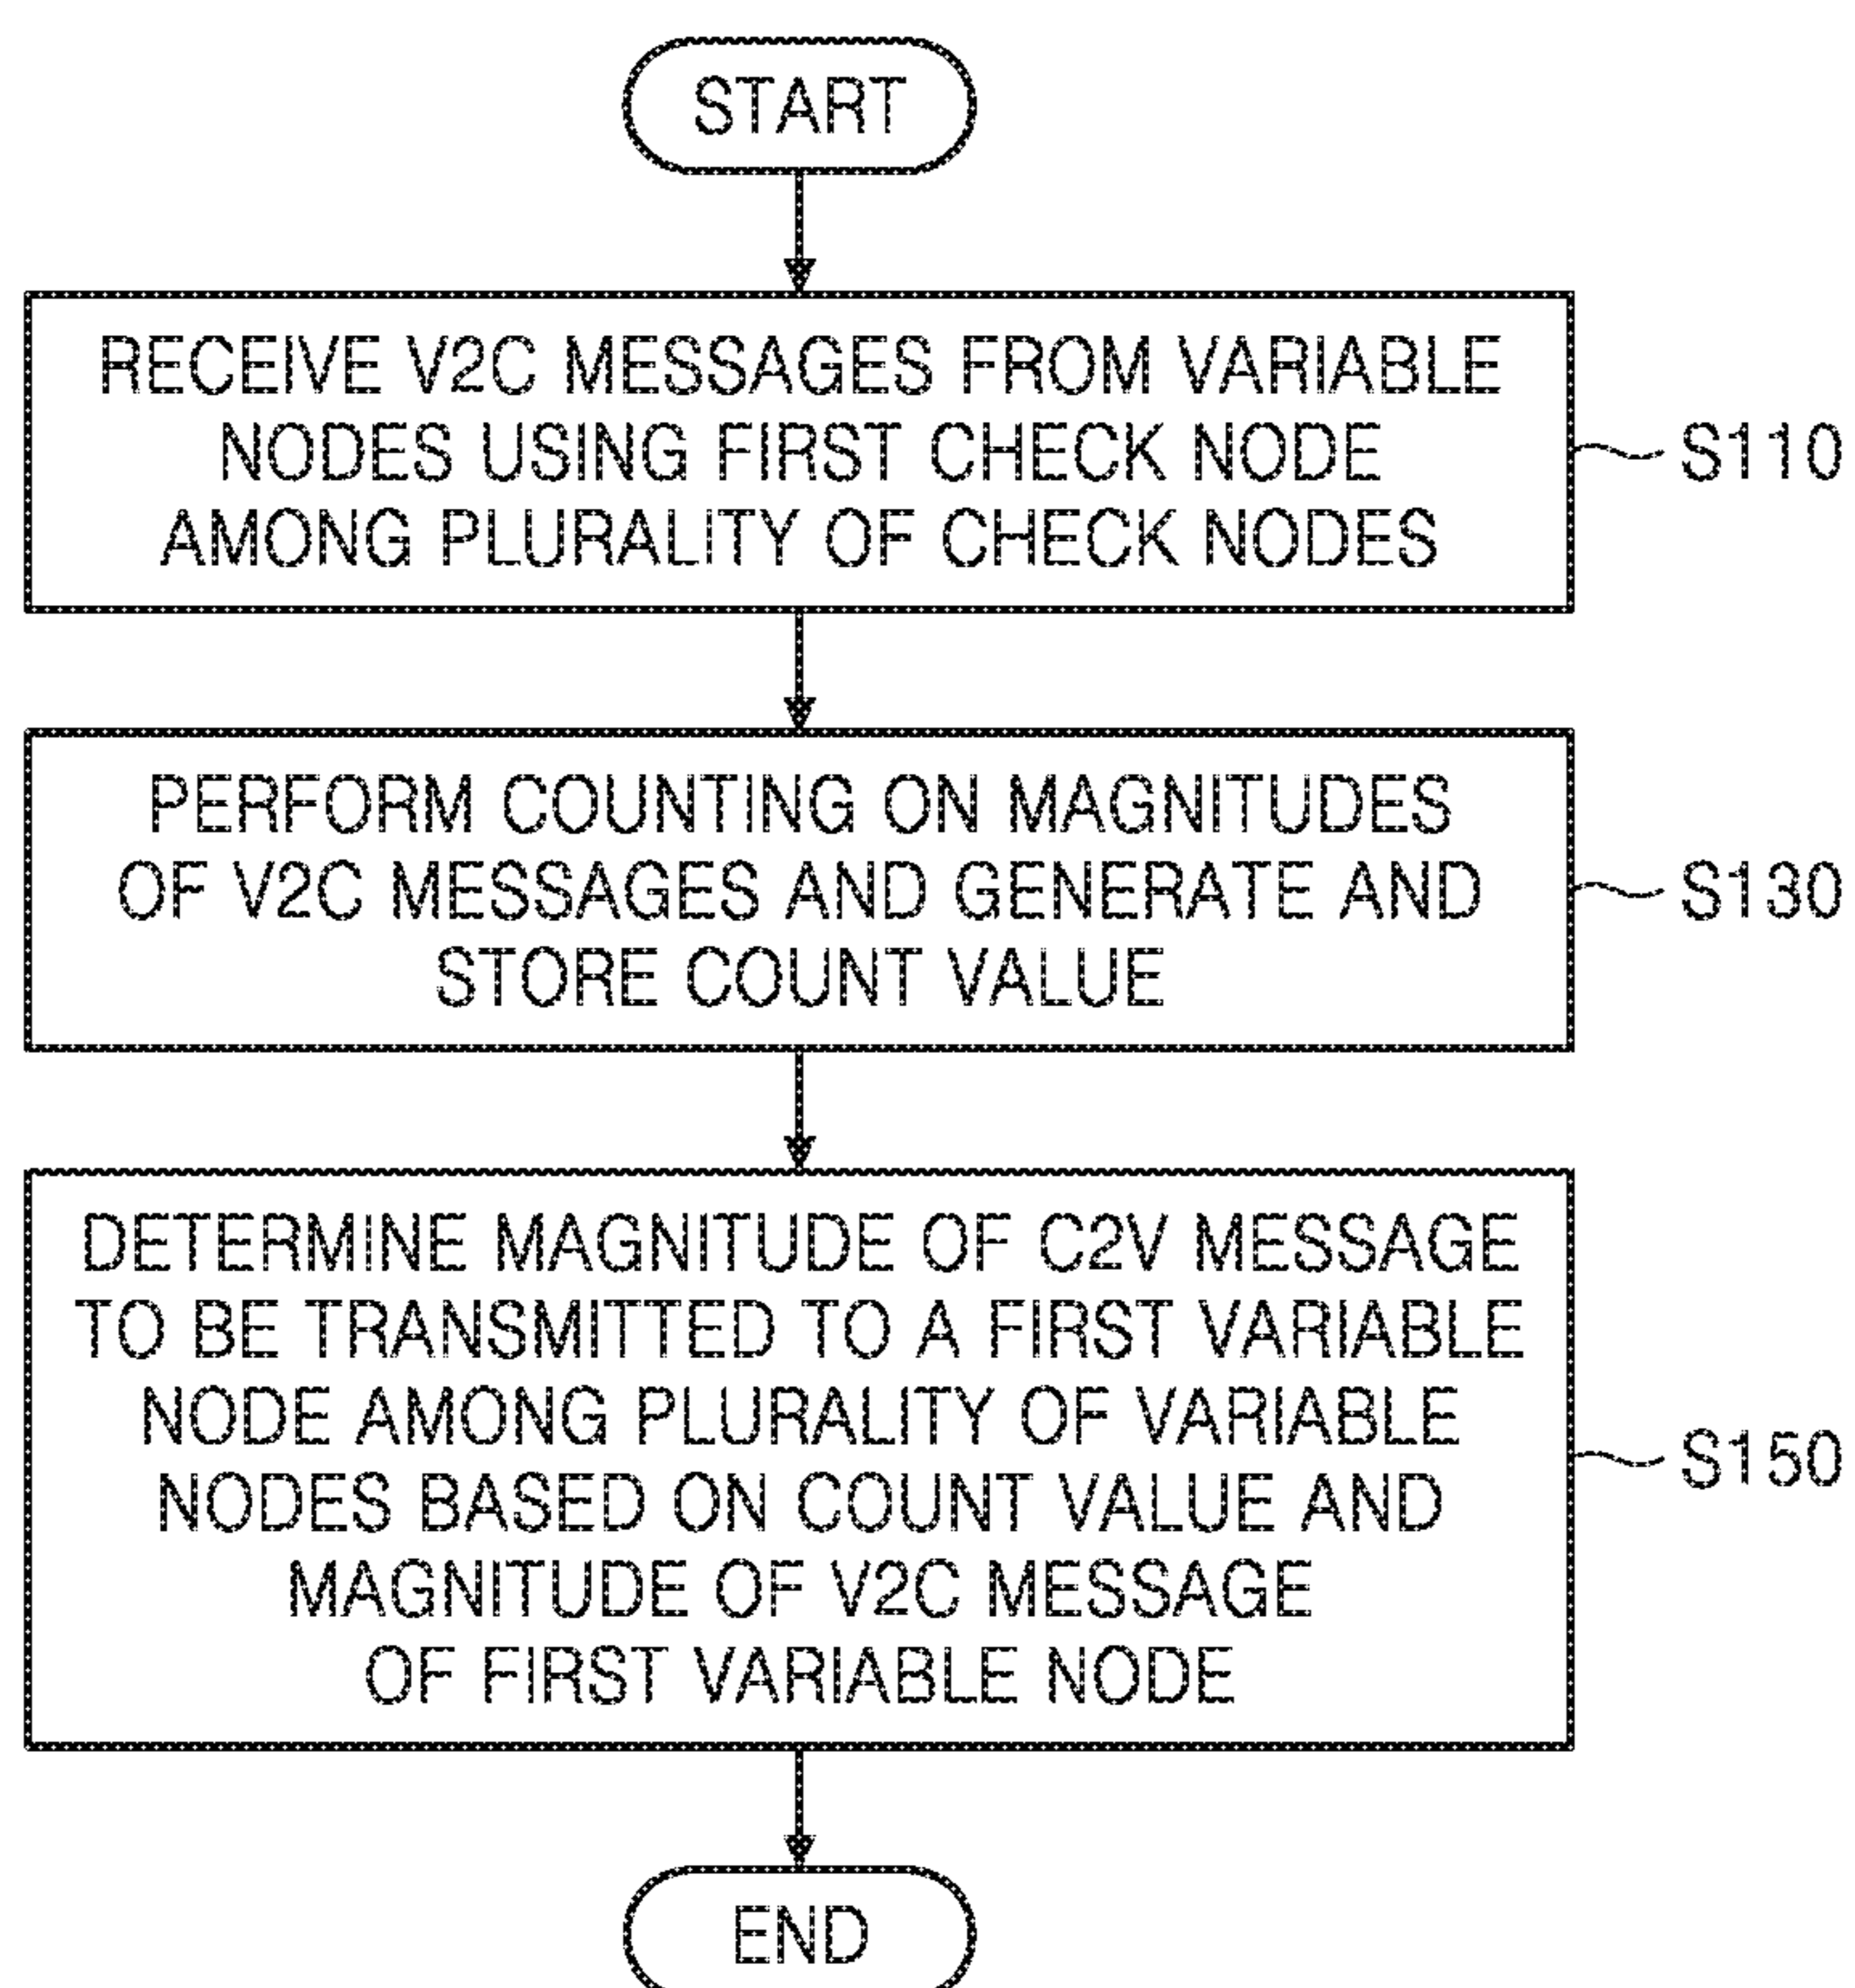 START
RECEIVE V2C MESSAGES FROM VARIABLE
NODES USING FIRST CHECK NODE
AMONG PLURALITY OF CHECK NODES
S110
PERFORM COUNTING ON MAGNITUDES
OF V2C MESSAGES AND GENERATE AND
STORE COUNT VALUE
S130
DETERMINE MAGNITUDE OF C2V MESSAGE
TO BE TRANSMITTED TO A FIRST VARIABLE
NODE AMONG PLURALITY OF VARIABLE
NODES BASED ON COUNT VALUE AND
MAGNITUDE OF V2C MESSAGE
OF FIRST VARIABLE NODE
S150
END